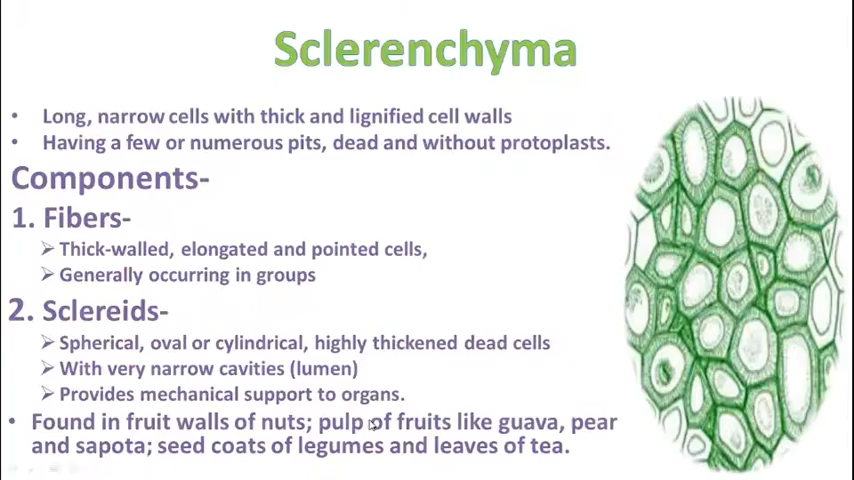 Sclerenchyma
• Long, narrow cells with thick and lignified cell walls
• Having a few or numerous pits, dead and without protoplasts.
Components-
1. Fibers-
➢ Thick-walled, elongated and pointed cells,
➢ Generally occurring in groups
2. Sclereids-
➢ Spherical, oval or cylindrical, highly thickened dead cells
➢ With very narrow cavities (lumen)
➢ Provides mechanical support to organs.
• Found in fruit walls of nuts; pulp of fruits like guava, pear
and sapota; seed coats of legumes and leaves of tea.